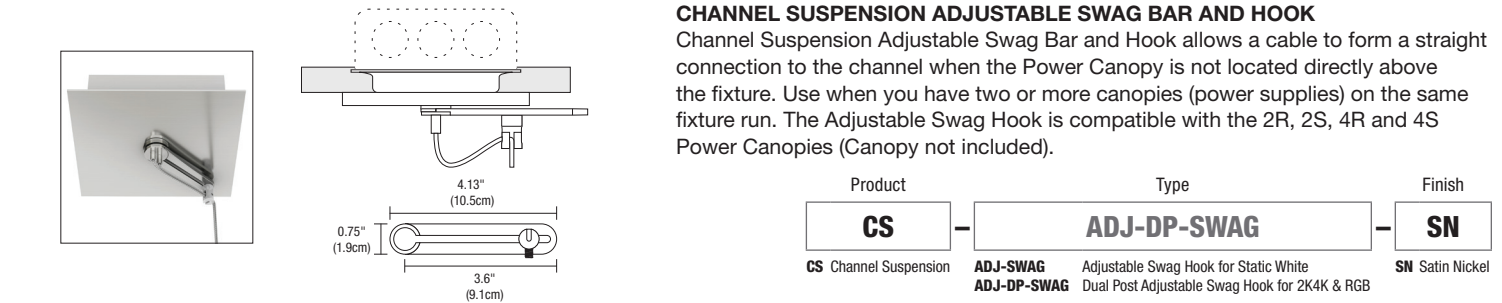 CHANNEL SUSPENSION ADJUSTABLE SWAG BAR AND HOOK
Channel Suspension Adjustable Swag Bar and Hook allows a cable to form a straight
connection to the channel when the Power Canopy is not located directly above
the fixture. Use when you have two or more canopies (power supplies) on the same
fixture run. The Adjustable Swag Hook is compatible with the 2R, 2S, 4R and 4S
Power Canopies (Canopy not included).
4.13"
(10.5cm)
0.75"
(1.9cm)
3.6"
(9.1cm)
Product Type Finish
CS – ADJ-DP-SWAG – SN
CS Channel Suspension ADJ-SWAG Adjustable Swag Hook for Static White SN Satin Nickel
ADJ-DP-SWAG Dual Post Adjustable Swag Hook for 2K4K & RGB